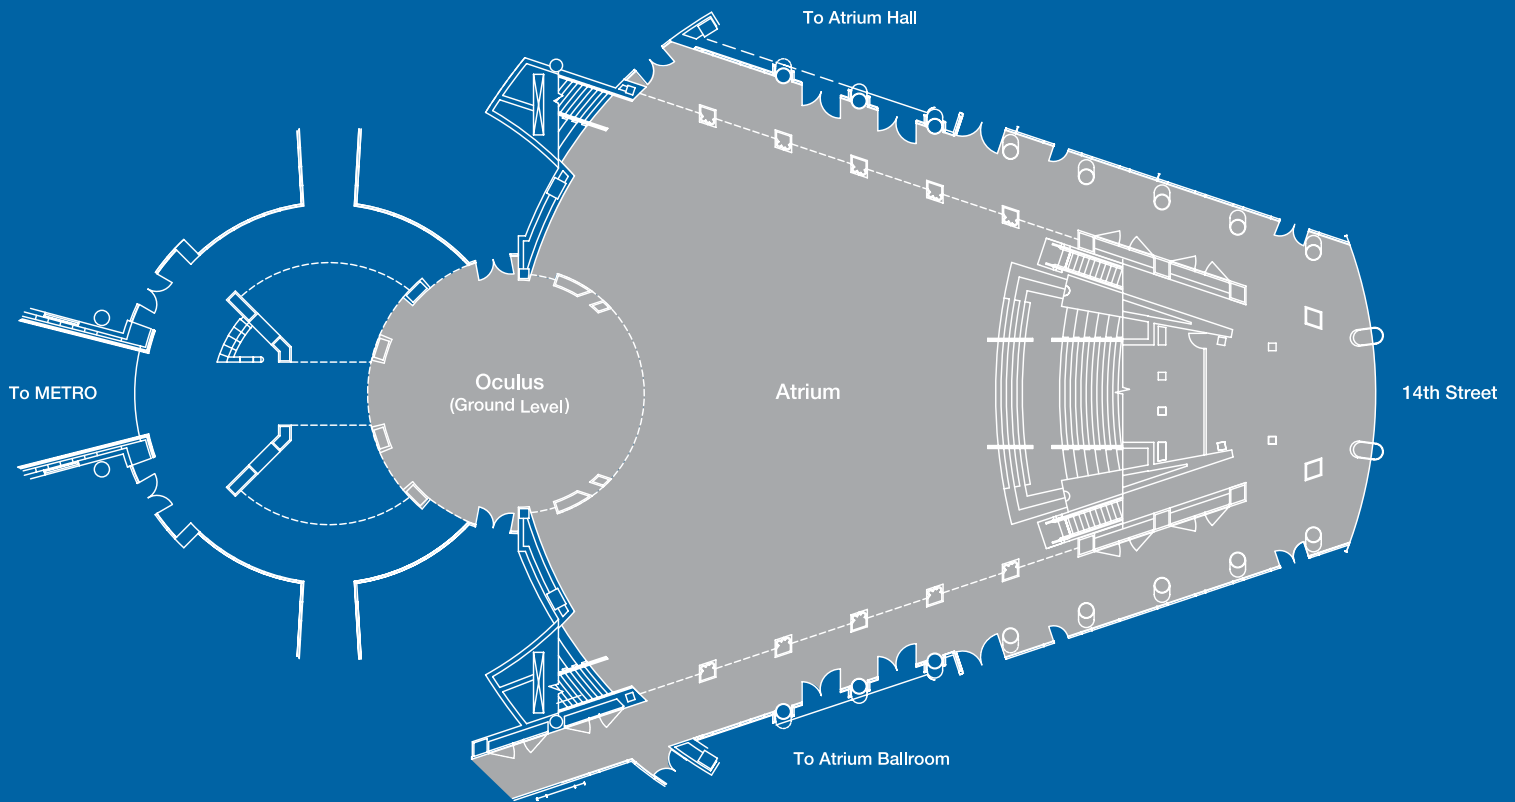 To Atrium Hall
To METRO
Oculus
(Ground Level)
Atrium
14th Street
To Atrium Ballroom